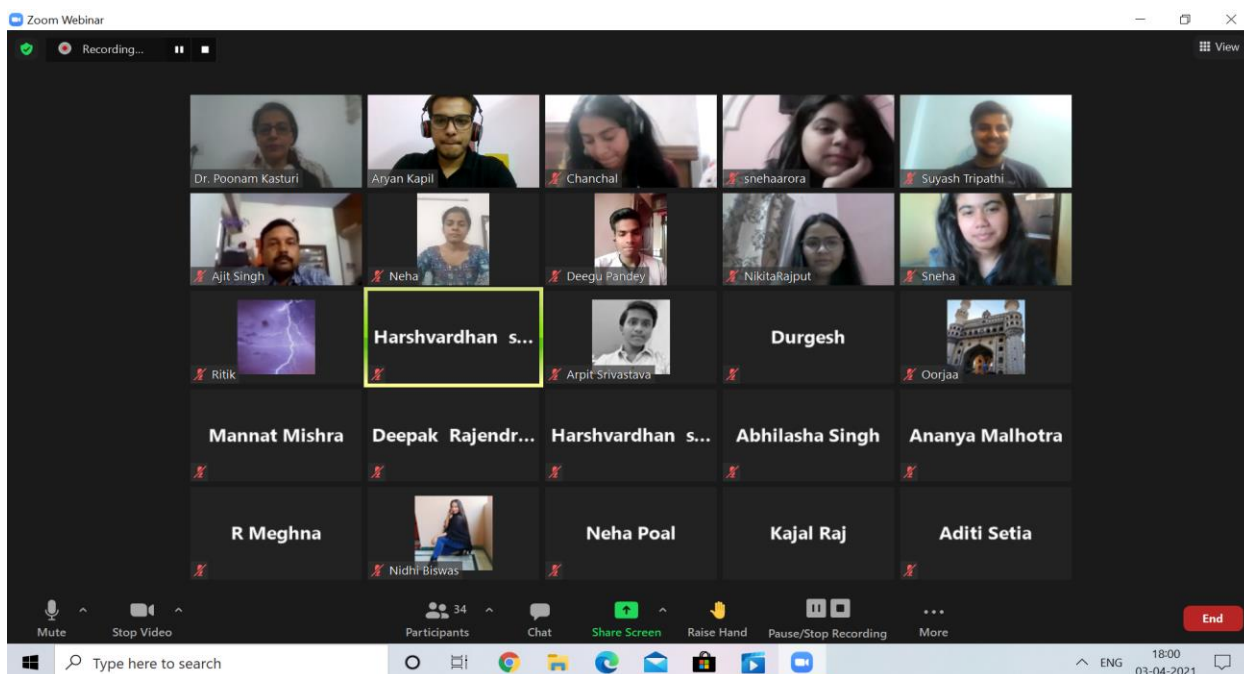 Zoom Webinar
Recording...
View
Dr. Poonam Kasturi
Aryan Kapil
Chanchal
snehaarora
Suyash Tripathi
Ajit Singh
Neha
Deegu Pandey
NikitaRajput
Sneha
Ritik
Harshvardhan s...
Arpit Srivastava
Durgesh
Oorjaa
Mannat Mishra
Deepak Rajendr...
Harshvardhan s...
Abhilasha Singh
Ananya Malhotra
R Meghna
Nidhi Biswas
Neha Poal
Kajal Raj
Aditi Setia
Mute
Stop Video
34
Participants
Chat
Share Screen
Raise Hand
Pause/Stop Recording
More
End
Type here to search
ENG
18:00
03-04-2021